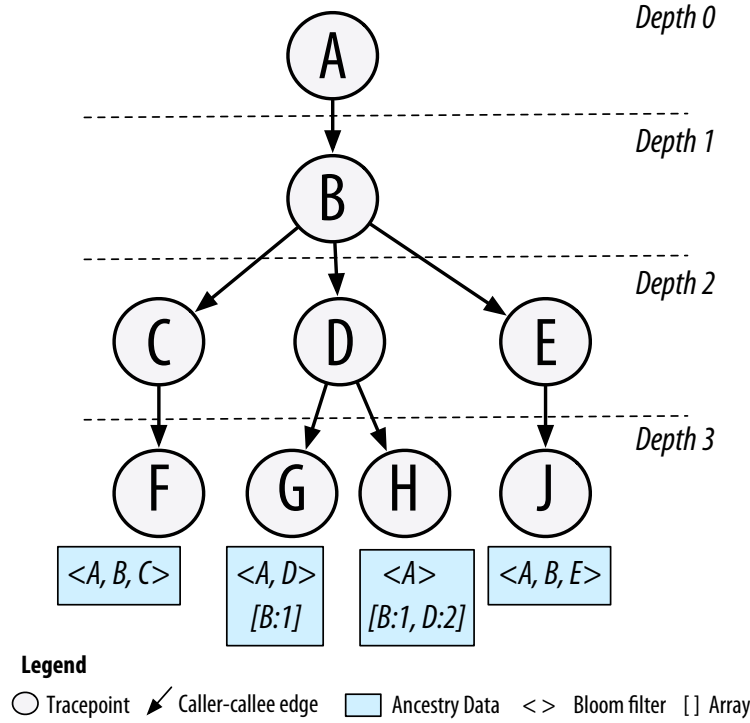 Depth 0
A
Depth 1
B
Depth 2
C D E
Depth 3
F G H J
<A, B, C> <A, D> <A> <A, B, E>
[B:1] [B:1, D:2]
Legend
Tracepoint Caller-callee edge Ancestry Data < > Bloom filter [ ] Array